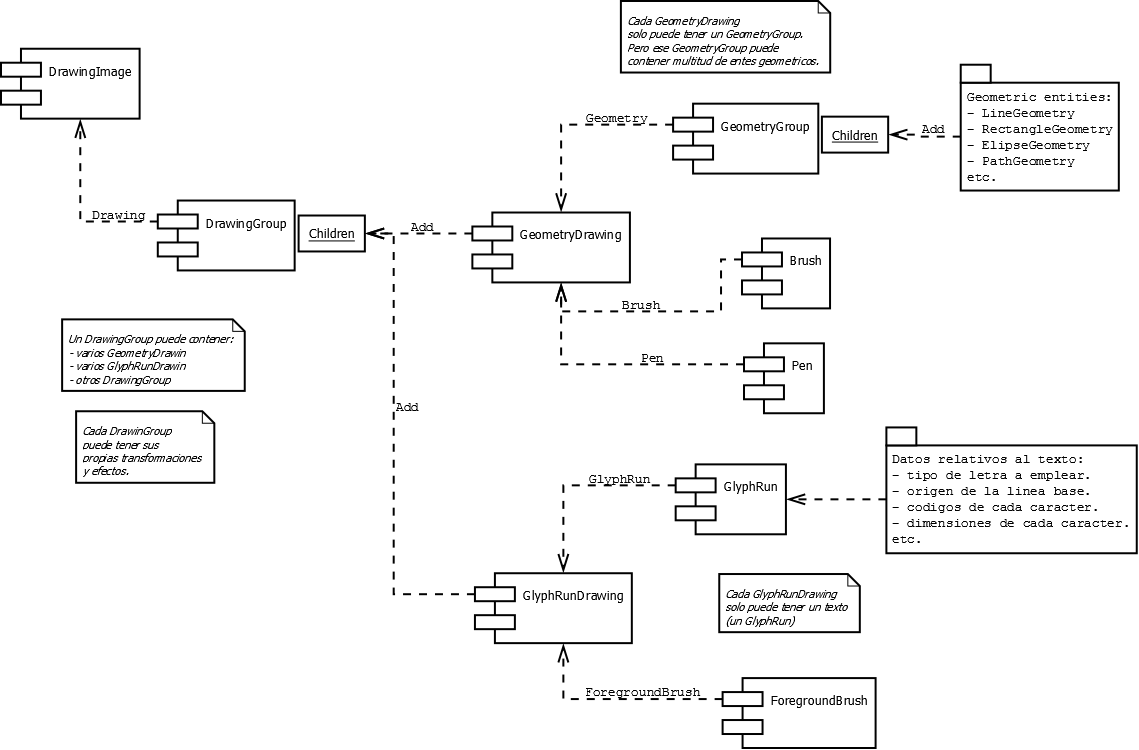 Cada GeometryDrawing
solo puede tener un GeometryGroup.
Pero ese GeometryGroup puede
contener multitud de entes geometricos.
DrawingImage
Geometric entities:
- LineGeometry
- RectangleGeometry
- ElipseGeometry
- PathGeometry
etc.
Geometry
GeometryGroup
Children
Add
Drawing
DrawingGroup
Children
Add
GeometryDrawing
Brush
Brush
Un DrawingGroup puede contener:
- varios GeometryDrawin
- varios GlyphRunDrawin
- otros DrawingGroup
Pen
Pen
Add
Cada DrawinGroup
puede tener sus
propias transformaciones
y efectos.
Datos relativos al texto:
- tipo de letra a emplear.
- origen de la linea base.
- codigos de cada caracter.
- dimensiones de cada caracter.
etc.
GlyphRun
GlyphRun
GlyphRunDrawing
Cada GlyphRunDrawing
solo puede tener un texto
(un GlyphRun)
ForegroundBrush
ForegroundBrush